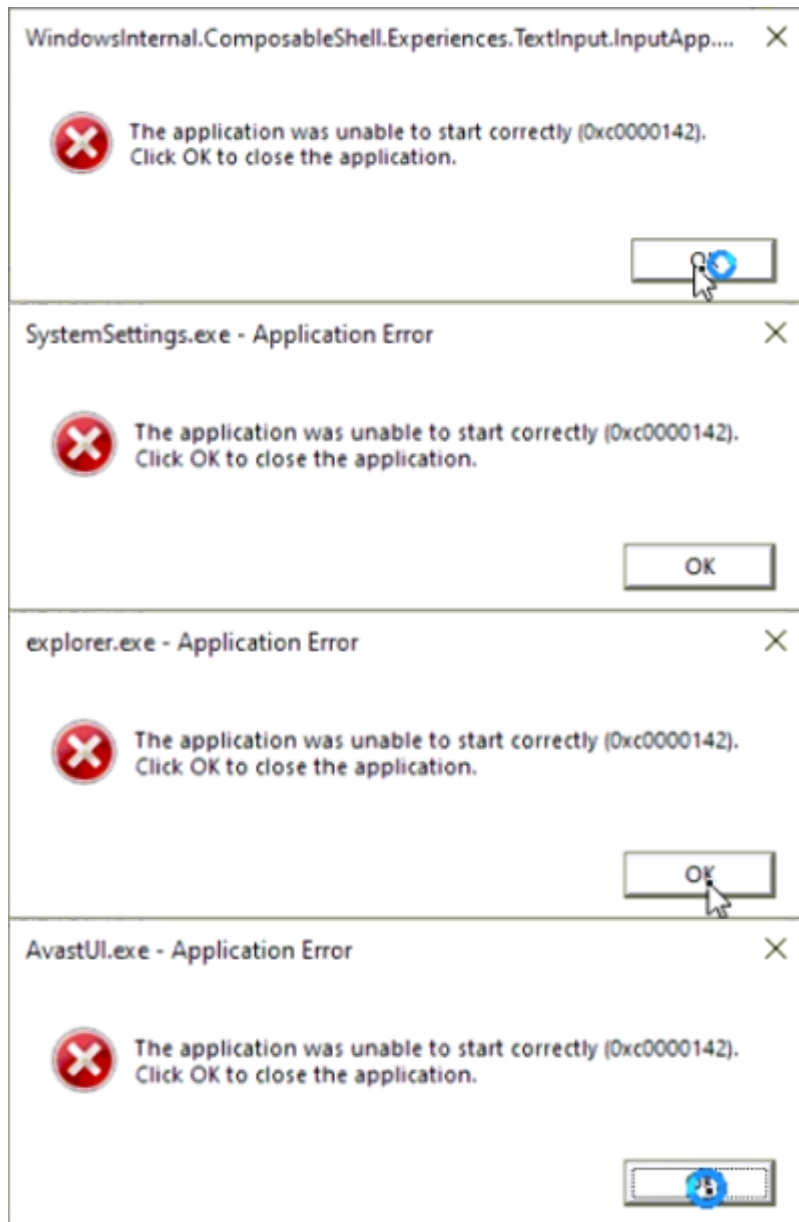 WindowsInternal.ComposableShell.Experiences.TextInput.InputApp....
The application was unable to start correctly (0xc0000142).
Click OK to close the application.
SystemSettings.exe - Application Error
The application was unable to start correctly (0xc0000142).
Click OK to close the application.
OK
explorer.exe - Application Error
The application was unable to start correctly (0xc0000142).
Click OK to close the application.
OK
AvastUI.exe - Application Error
The application was unable to start correctly (0xc0000142).
Click OK to close the application.